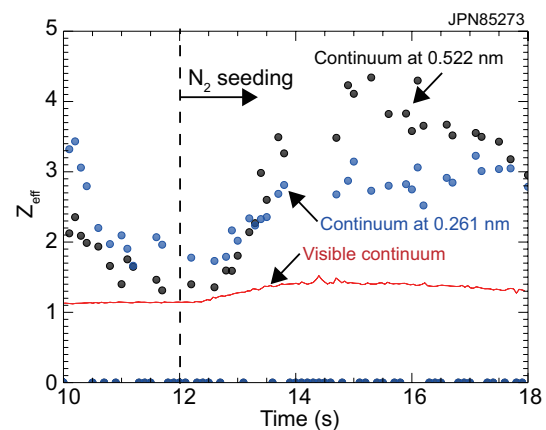 JPN85273
5
4
3
2
1
0
Z_eff
N₂ seeding
Continuum at 0.522 nm
Continuum at 0.261 nm
Visible continuum
10 12 14 16 18
Time (s)